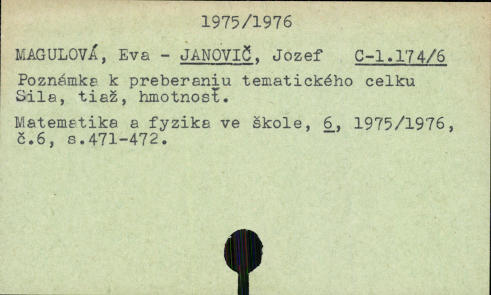 1975/1976
MAGULOVÁ, Eva - JANOVIČ, Jozef C-1.174/6
Poznámka k preberaniu tematického celku
Sila, tiaž, hmotnosť.
Matematika a fyzika ve škole, 6, 1975/1976,
č.6, s.471-472.